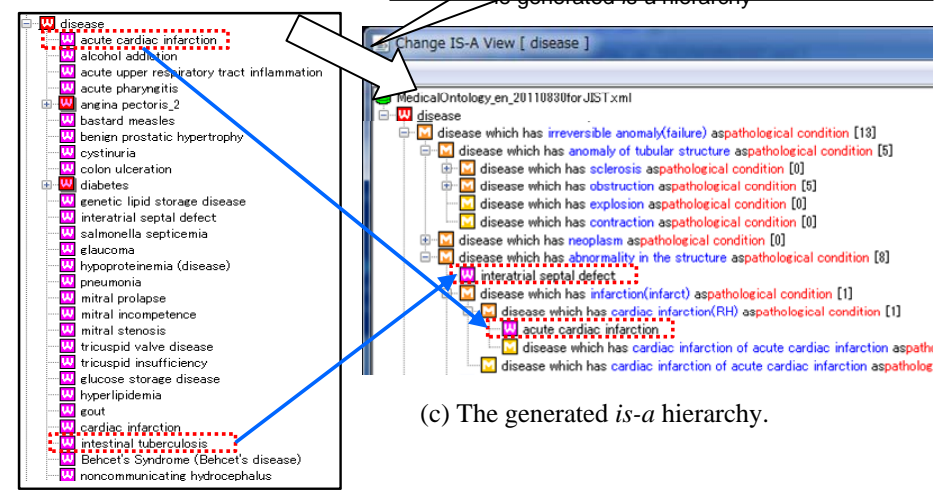 disease
acute cardiac infarction
alcohol addiction
acute upper respiratory tract inflammation
acute pharyngitis
angina pectoris_2
bastard measles
benign prostatic hypertrophy
cystinuria
colon ulceration
diabetes
genetic lipid storage disease
interatrial septal defect
salmonella septicemia
glaucoma
hypoproteinemia (disease)
pneumonia
mitral prolapse
mitral incompetence
mitral stenosis
tricuspid valve disease
tricuspid insufficiency
glucose storage disease
hyperlipidemia
gout
cardiac infarction
intestinal tuberculosis
Behcet's Syndrome (Behcet's disease)
noncommunicating hydrocephalus
generated is-a hierarchy
Change IS-A View [ disease ]
MedicalOntology_en_20110830forJIST.xml
disease
disease which has irreversible anomaly(failure) aspathological condition [13]
disease which has anomaly of tubular structure aspathological condition [5]
disease which has sclerosis aspathological condition [0]
disease which has obstruction aspathological condition [5]
disease which has explosion aspathological condition [0]
disease which has contraction aspathological condition [0]
disease which has neoplasm aspathological condition [0]
disease which has abnormality in the structure aspathological condition [8]
interatrial septal defect
disease which has infarction(infarct) aspathological condition [1]
disease which has cardiac infarction(RH) aspathological condition [1]
acute cardiac infarction
disease which has cardiac infarction of acute cardiac infarction aspath
disease which has cardiac infarction of acute cardiac infarction aspatholog
(c) The generated is-a hierarchy.